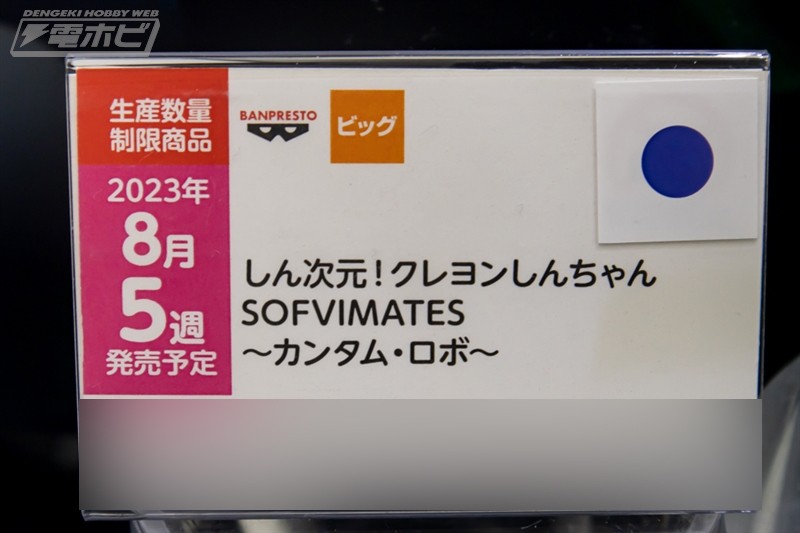 DENGEKI HOBBY WEB
電ホビ
生産数量
制限商品
BANPRESTO
ビッグ
2023年
8月
5週
発売予定
しん次元！クレヨンしんちゃん
SOFVIMATES
～カンタム・ロボ～